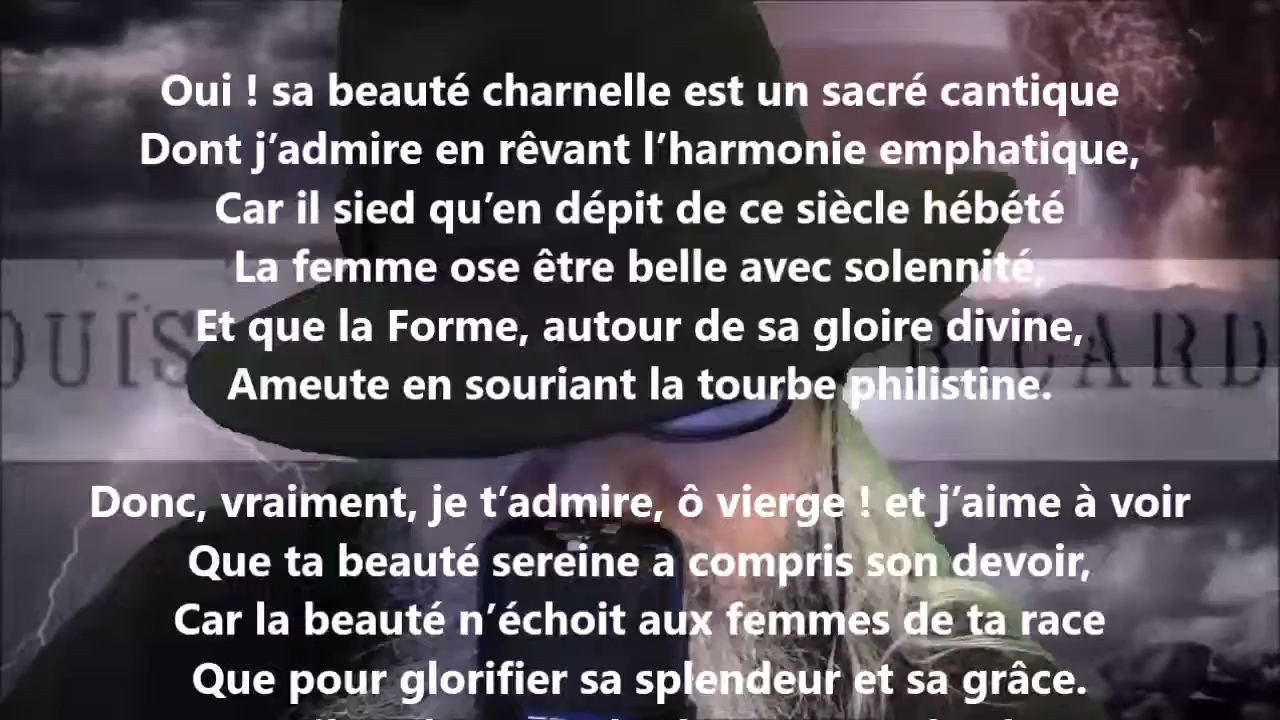 Oui ! sa beauté charnelle est un sacré cantique
Dont j’admire en rêvant l’harmonie emphatique,
Car il sied qu’en dépit de ce siècle hébété
La femme ose être belle avec solennité,
Et que la Forme, autour de sa gloire divine,
Ameute en souriant la tourbe philistine.
OUIS RICARD
Donc, vraiment, je t’admire, ô vierge ! et j’aime à voir
Que ta beauté sereine a compris son devoir,
Car la beauté n’échoit aux femmes de ta race
Que pour glorifier sa splendeur et sa grâce.